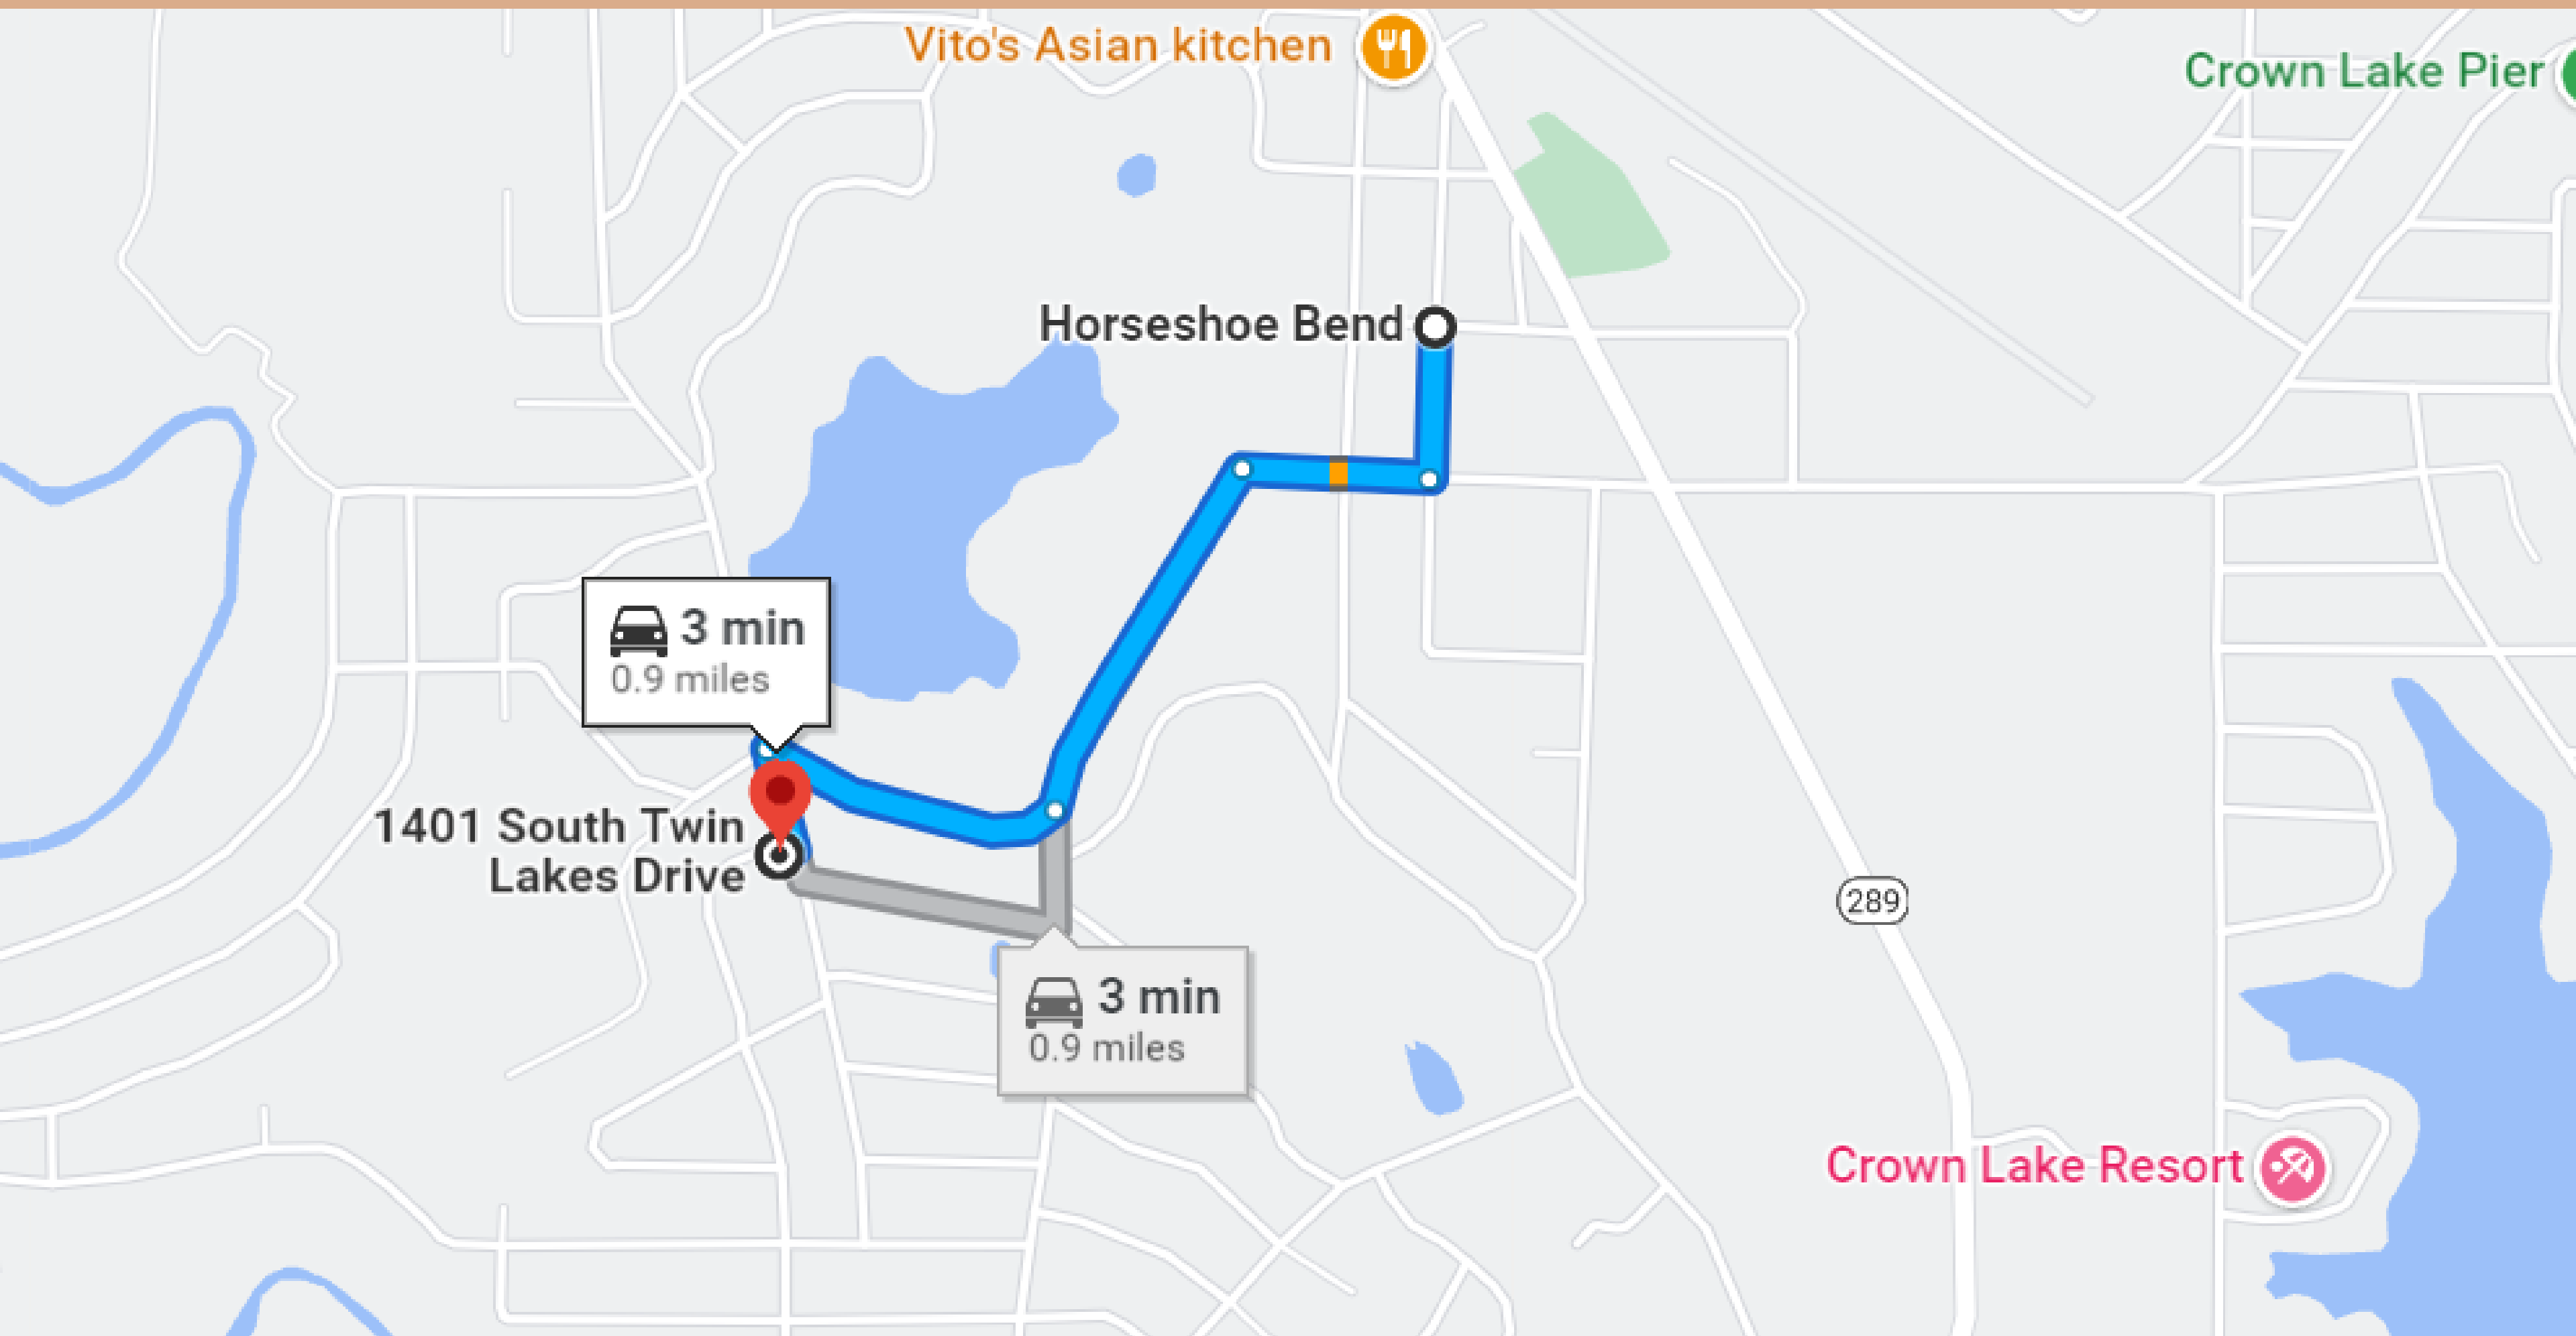 Vito's Asian kitchen
Crown Lake Pier
Horseshoe Bend
3 min
0.9 miles
1401 South Twin
Lakes Drive
289
3 min
0.9 miles
Crown Lake Resort